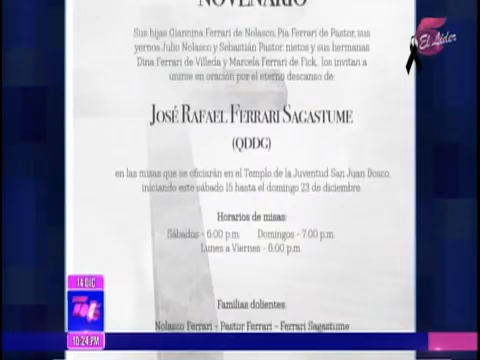 NOVENARIO
Sus hijas Giannina Ferrari de Nolasco, Pia Ferrari de Pastor, sus
yernos Julio Nolasco y Sebastián Pastor, nietos y sus hermanas
Dina Ferrari de Villeda y Marcela Ferrari de Fick, los invitan a
unirse en oración por el eterno descanso de:
JOSÉ RAFAEL FERRARI SAGASTUME
(QDDG)
en las misas que se oficiarán en el Templo de la Juventud San Juan Bosco,
iniciando este sábado 15 hasta el domingo 23 de diciembre.
Horarios de misas:
Sábados - 6:00 p.m. Domingos - 7:00 p.m.
Lunes a Viernes - 6:00 p.m.
Familias dolientes:
Nolasco Ferrari - Pastor Ferrari - Ferrari Sagastume
El Líder
14 DIC
10:24 PM